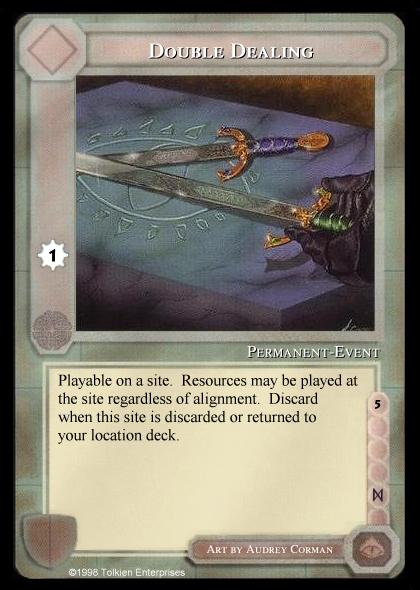 DOUBLE DEALING
1
PERMANENT-EVENT
Playable on a site. Resources may be played at
the site regardless of alignment. Discard
when this site is discarded or returned to
your location deck.
5
ART BY AUDREY CORMAN
©1998 Tolkien Enterprises